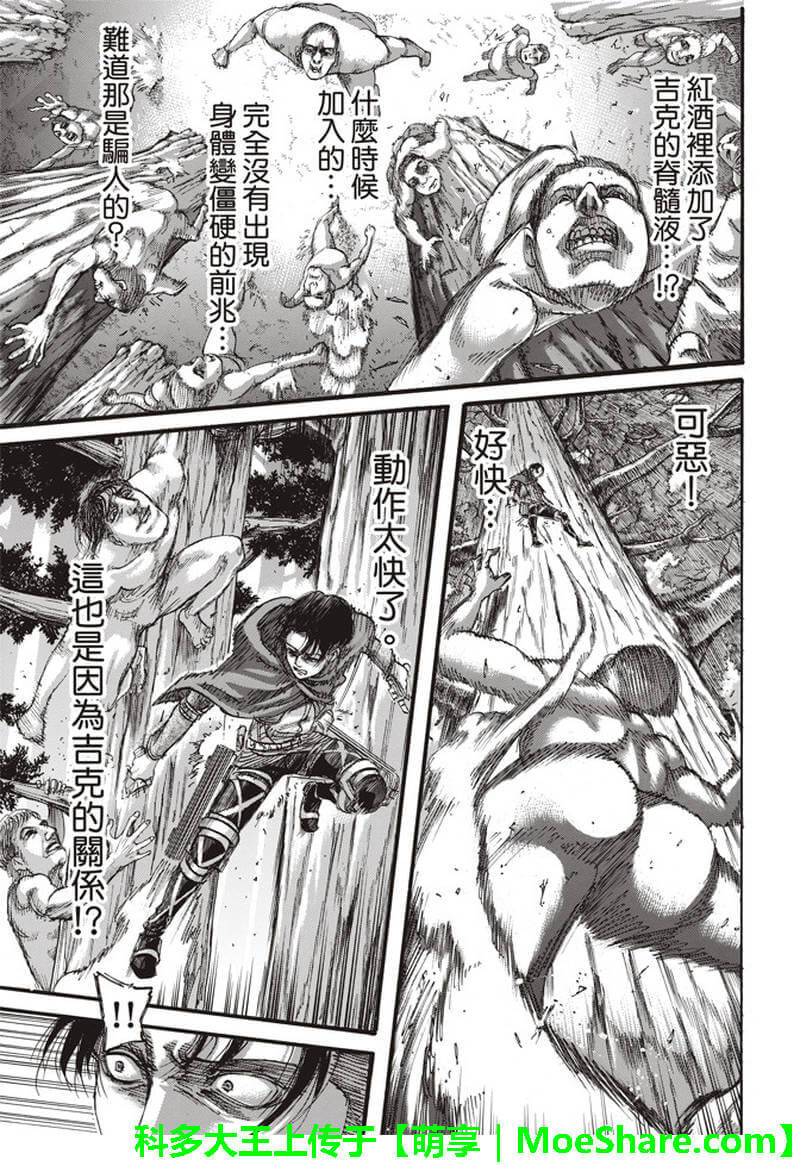 紅酒裡添加了
吉克的脊髓液…!?
什麼時候
加入的…
完全沒有出現
身體變僵硬的前兆…
難道那是騙人的?
可惡!
好快…
動作太快了。
這也是因為吉克的關係!?
!!
科多大王上传于【萌享|MoeShare.com】